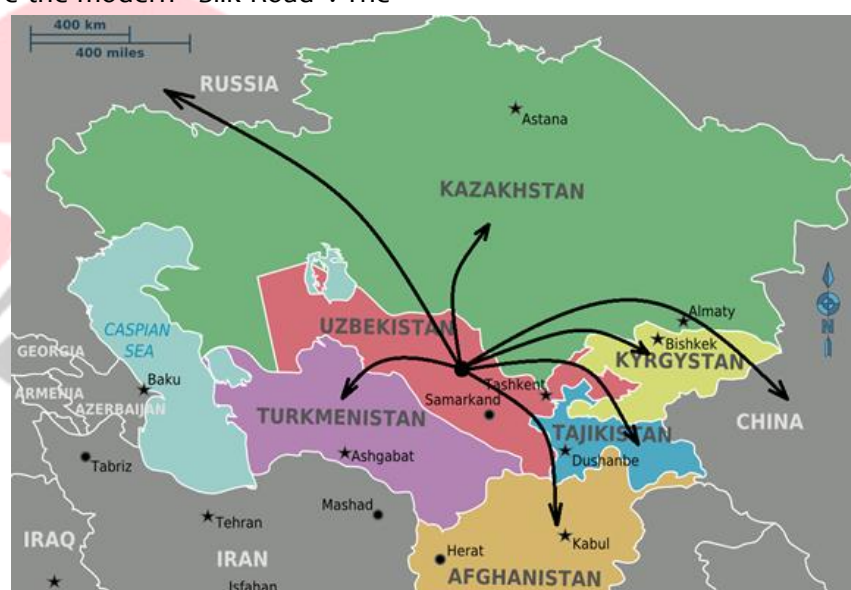 e the modern "Silk Road". The
400 km
400 miles
RUSSIA
Astana
KAZAKHSTAN
CASPIAN
SEA
UZBEKISTAN
Almaty
Bishkek
KYRGYSTAN
GEORGIA
Baku
ARMENIA
AZERBAIJAN
Tashkent
Samarkand
TURKMENISTAN
TAJIKISTAN
CHINA
N
Tabriz
Ashgabat
Dushanbe
Mashad
Tehran
IRAQ
IRAN
Herat
Kabul
AFGHANISTAN
Isfahan